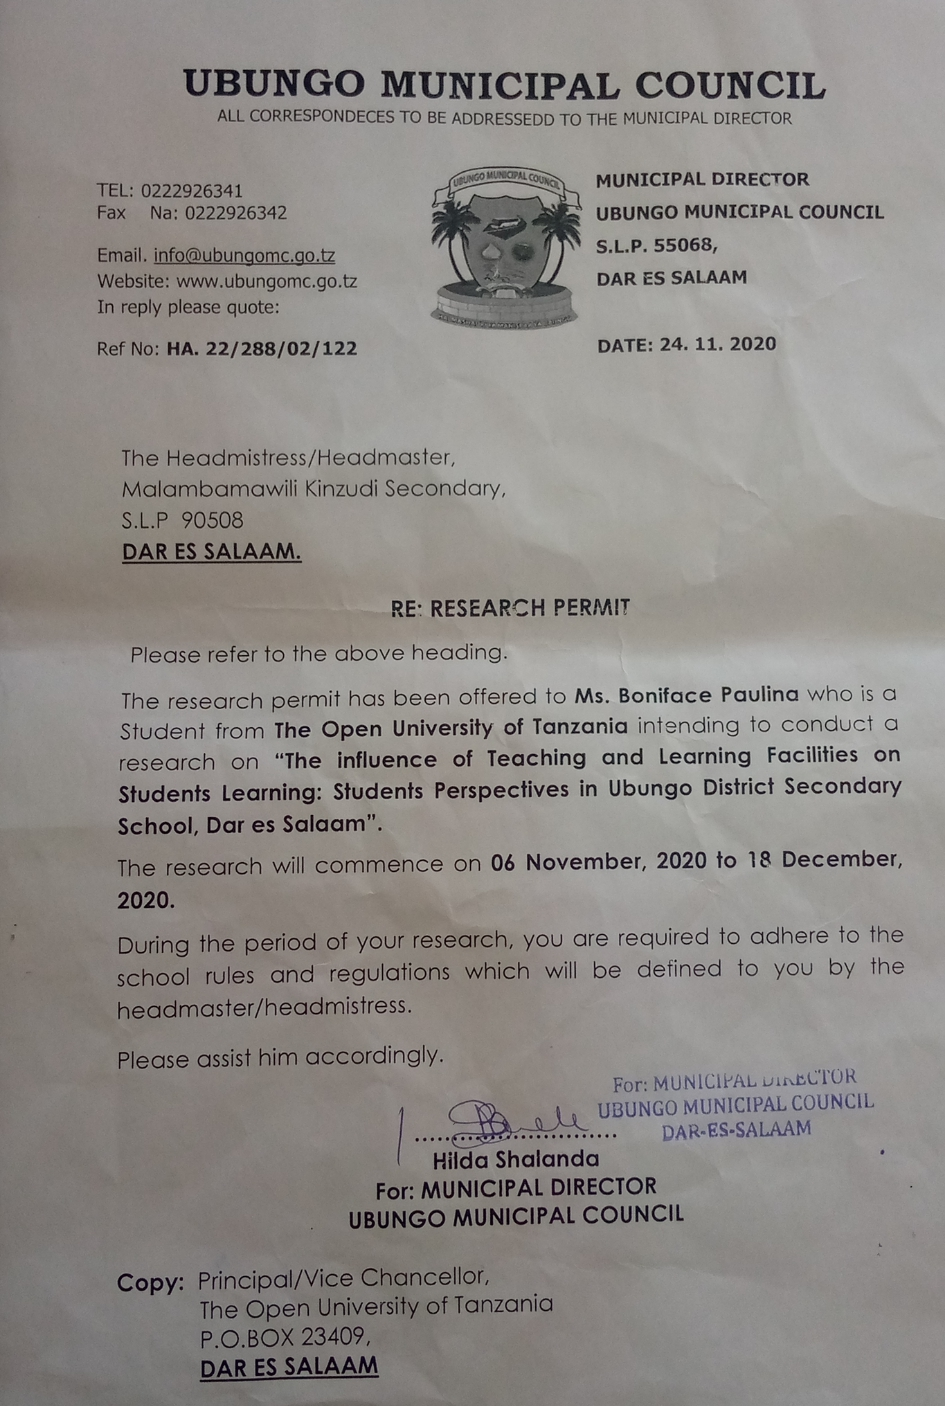 UBUNGO MUNICIPAL COUNCIL
ALL CORRESPONDECES TO BE ADDRESSEDD TO THE MUNICIPAL DIRECTOR
TEL: 0222926341
Fax Na: 0222926342
Email. info@ubungomc.go.tz
Website: www.ubungomc.go.tz
In reply please quote:
Ref No: HA. 22/288/02/122
UBUNGO MUNICIPAL COUNCIL
MUNICIPAL DIRECTOR
UBUNGO MUNICIPAL COUNCIL
S.L.P. 55068,
DAR ES SALAAM
DATE: 24. 11. 2020
The Headmistress/Headmaster,
Malambamawili Kinzudi Secondary,
S.L.P 90508
DAR ES SALAAM.
RE: RESEARCH PERMIT
Please refer to the above heading.
The research permit has been offered to Ms. Boniface Paulina who is a
Student from The Open University of Tanzania intending to conduct a
research on “The influence of Teaching and Learning Facilities on
Students Learning: Students Perspectives in Ubungo District Secondary
School, Dar es Salaam”.
The research will commence on 06 November, 2020 to 18 December,
2020.
During the period of your research, you are required to adhere to the
school rules and regulations which will be defined to you by the
headmaster/headmistress.
Please assist him accordingly.
For: MUNICIPAL DIRECTOR
UBUNGO MUNICIPAL COUNCIL
DAR-ES-SALAAM
Hilda Shalanda
For: MUNICIPAL DIRECTOR
UBUNGO MUNICIPAL COUNCIL
Copy: Principal/Vice Chancellor,
The Open University of Tanzania
P.O.BOX 23409,
DAR ES SALAAM